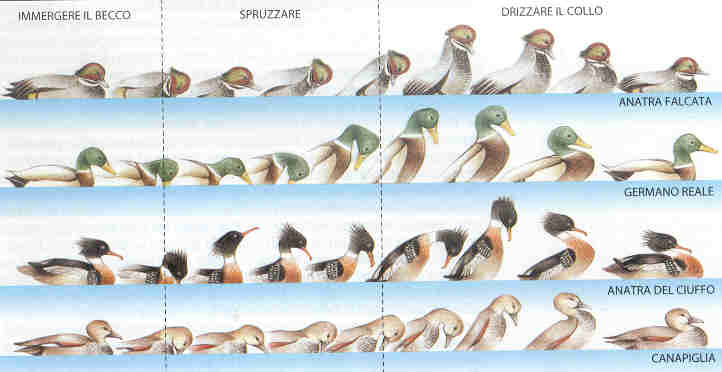 IMMERGERE IL BECCO
SPRUZZARE
DRIZZARE IL COLLO
ANATRA FALCATA
GERMANO REALE
ANATRA DEL CIUFFO
CANAPIGLIA